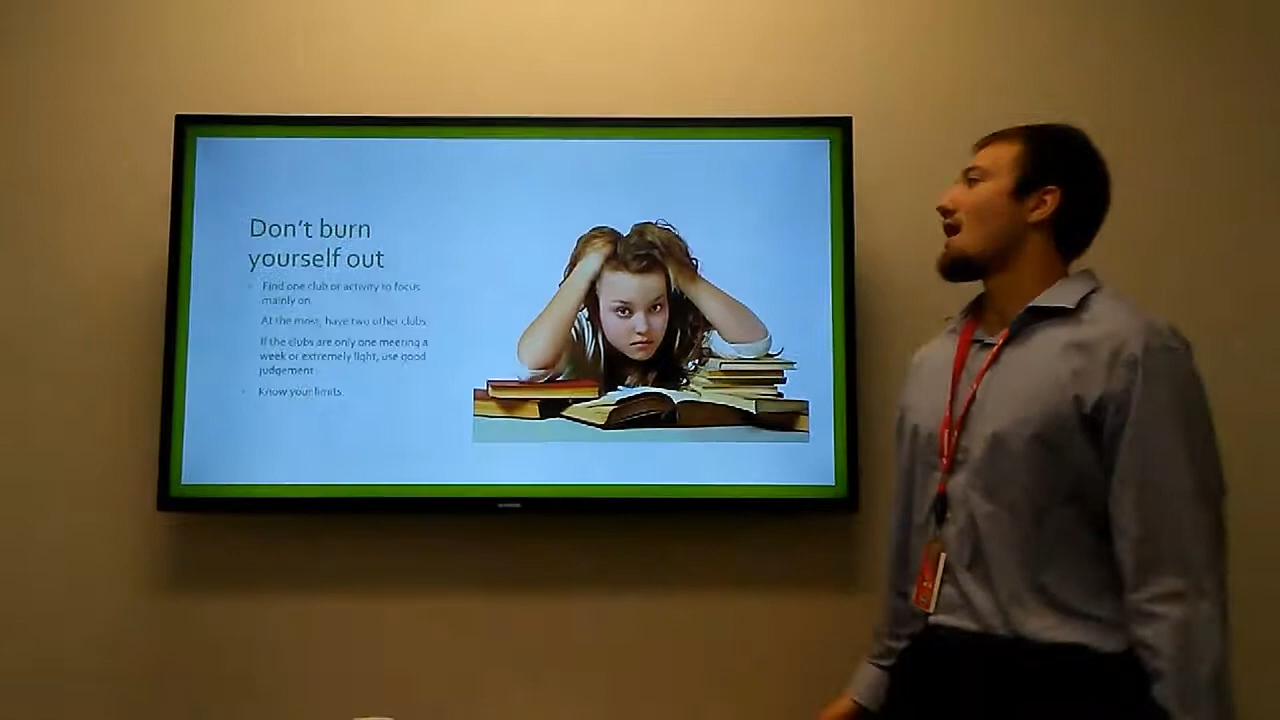 Don't burn
yourself out
Find one club or activity to focus
mainly on.
At the most, have two other clubs.
If the clubs are only one meeting a
week or extremely light, use good
judgement.
Know your limits.